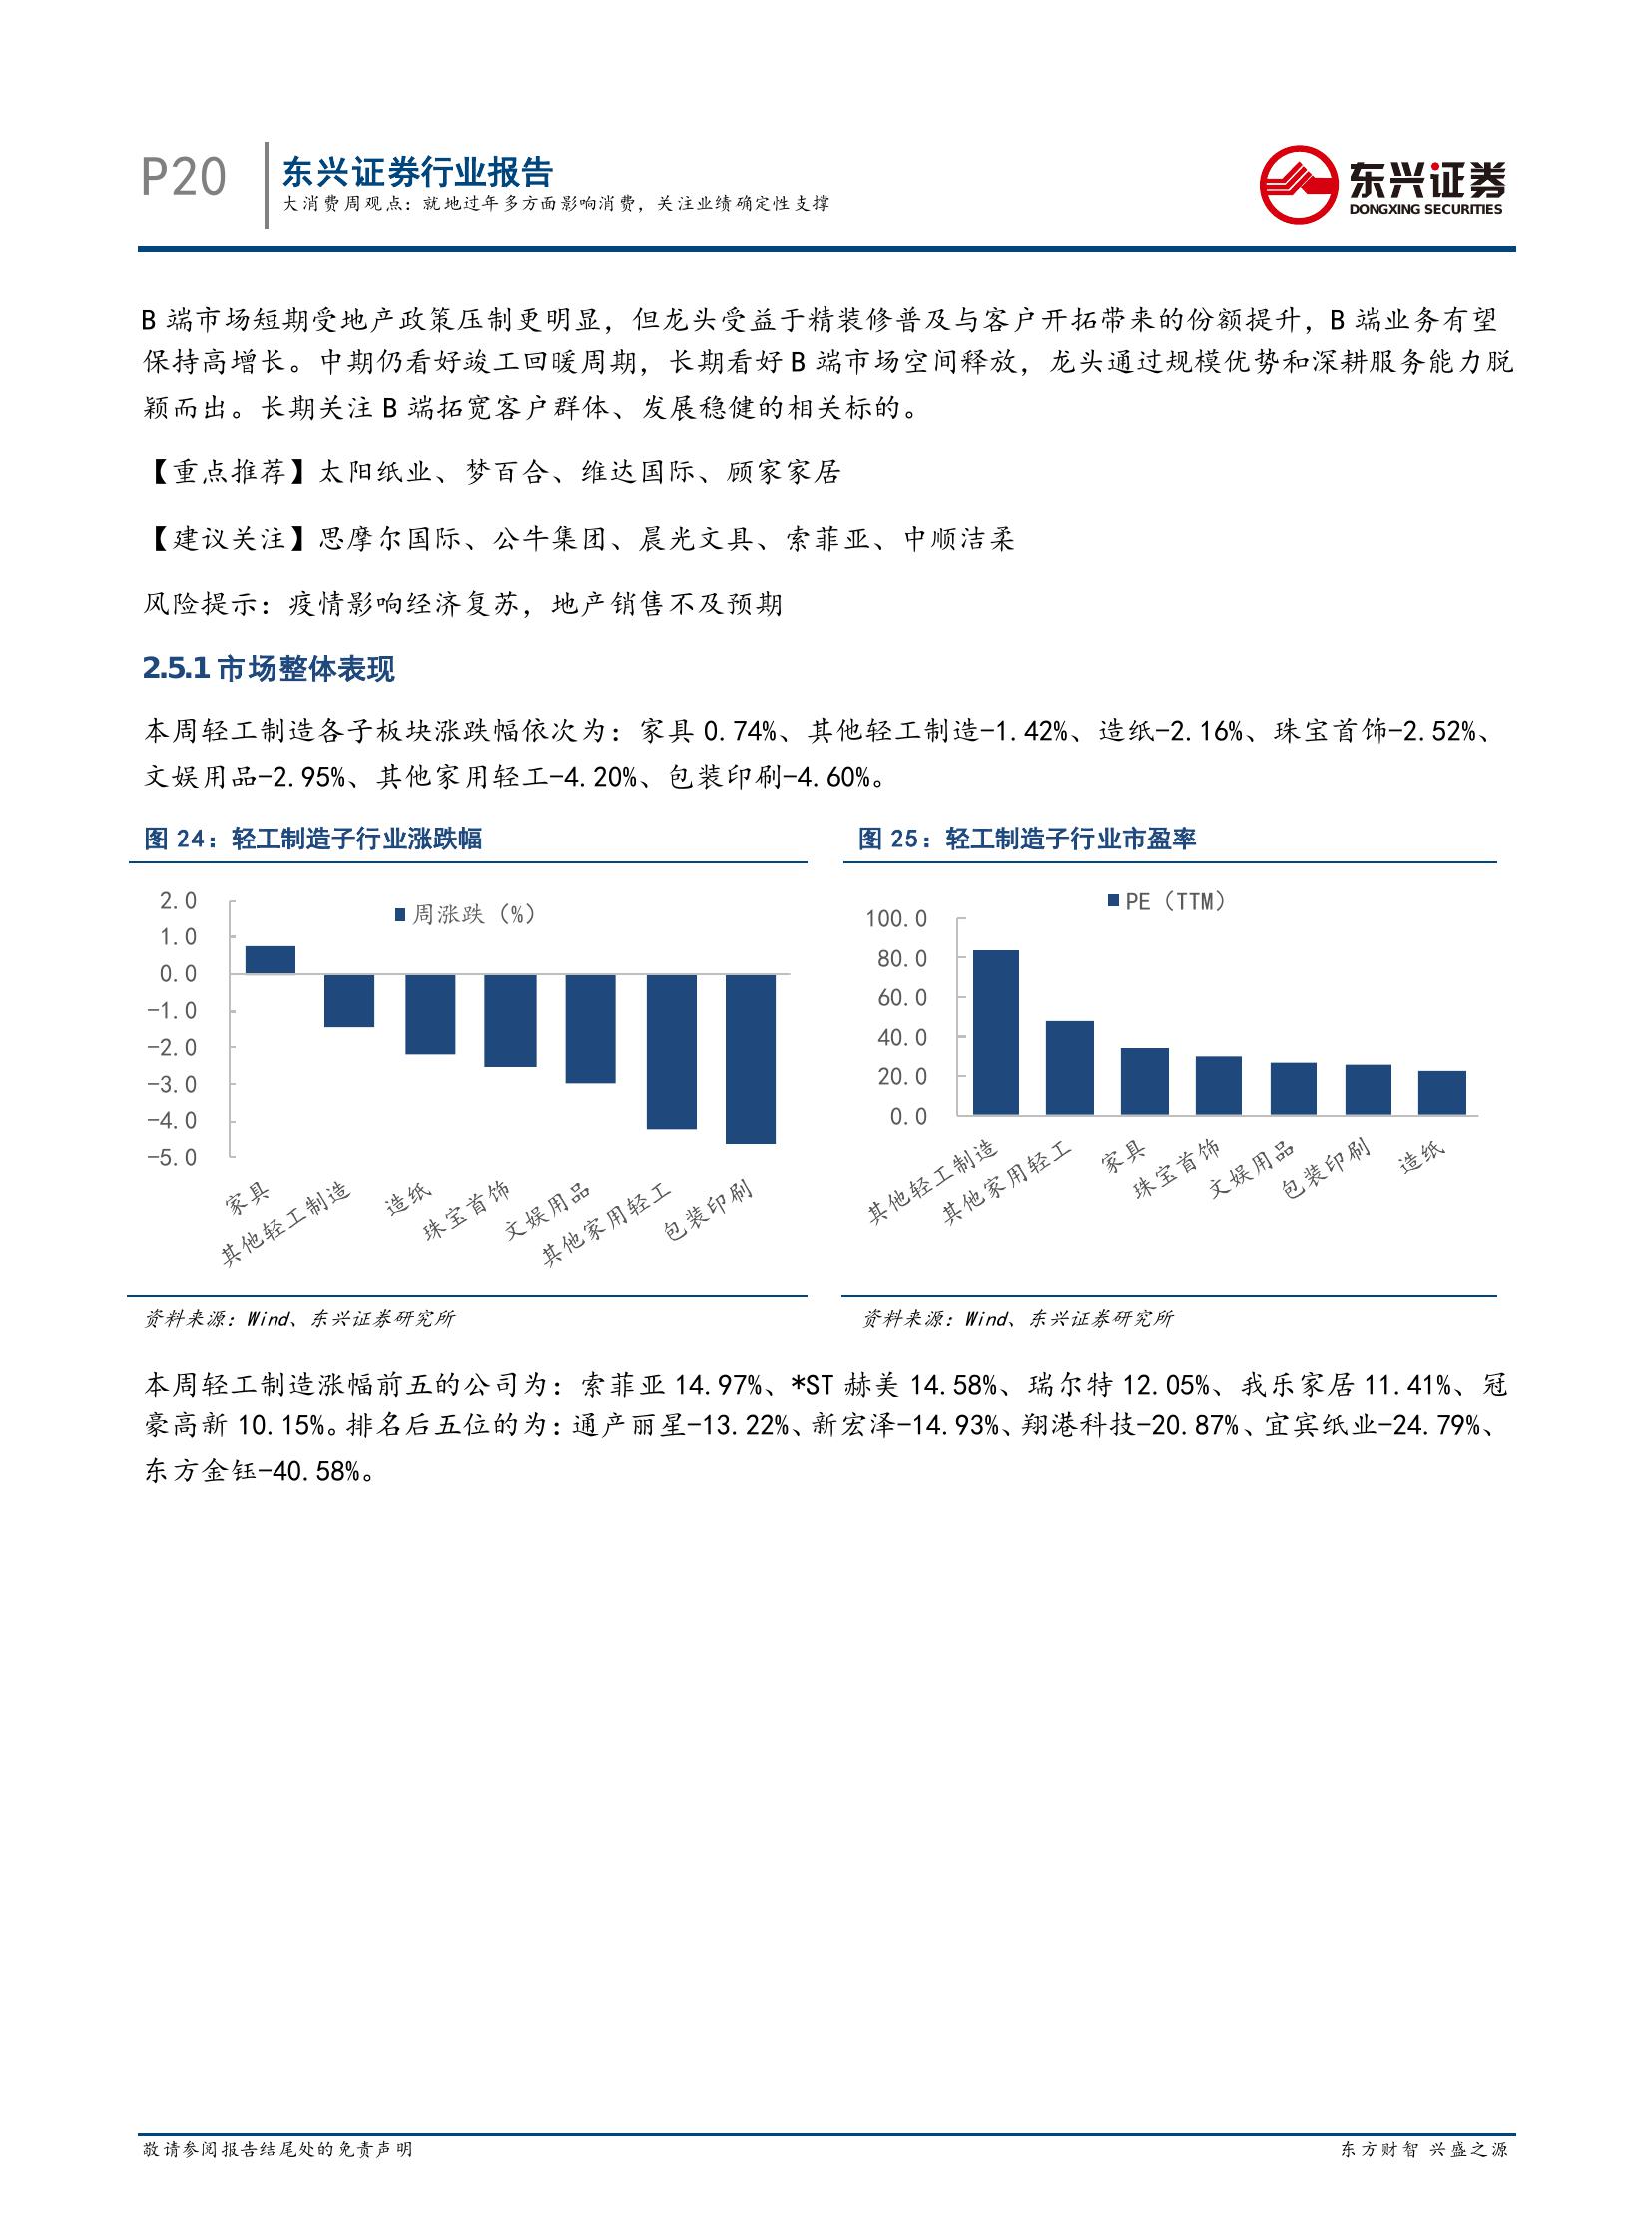 P20
东兴证券行业报告
大消费周观点：就地过年多方面影响消费，关注业绩确定性支撑
东兴证券
DONGXING SECURITIES
B 端市场短期受地产政策压制更明显，但龙头受益于精装修普及与客户开拓带来的份额提升，B 端业务有望
保持高增长。中期仍看好竣工回暖周期，长期看好 B 端市场空间释放，龙头通过规模优势和深耕服务能力脱
颖而出。长期关注 B 端拓宽客户群体、发展稳健的相关标的。
【重点推荐】太阳纸业、梦百合、维达国际、顾家家居
【建议关注】思摩尔国际、公牛集团、晨光文具、索菲亚、中顺洁柔
风险提示：疫情影响经济复苏，地产销售不及预期
2.5.1 市场整体表现
本周轻工制造各子板块涨跌幅依次为：家具 0.74%、其他轻工制造-1.42%、造纸-2.16%、珠宝首饰-2.52%、
文娱用品-2.95%、其他家用轻工-4.20%、包装印刷-4.60%。
图 24：轻工制造子行业涨跌幅
周涨跌（%）
2.0
1.0
0.0
-1.0
-2.0
-3.0
-4.0
-5.0
家具
其他轻工制造
造纸
珠宝首饰
文娱用品
其他家用轻工
包装印刷
资料来源：Wind、东兴证券研究所
图 25：轻工制造子行业市盈率
PE（TTM）
100.0
80.0
60.0
40.0
20.0
0.0
其他轻工制造
其他家用轻工
家具
珠宝首饰
文娱用品
包装印刷
造纸
资料来源：Wind、东兴证券研究所
本周轻工制造涨幅前五的公司为：索菲亚 14.97%、*ST 赫美 14.58%、瑞尔特 12.05%、我乐家居 11.41%、冠
豪高新 10.15%。排名后五位的为：通产丽星-13.22%、新宏泽-14.93%、翔港科技-20.87%、宜宾纸业-24.79%、
东方金钰-40.58%。
敬请参阅报告结尾处的免责声明
东方财智 兴盛之源